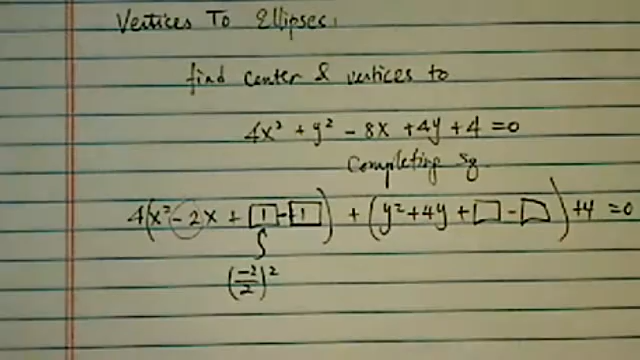 Vertices To Ellipses.
find center & vertices to
4x² + y² - 8x + 4y + 4 = 0
Completing sq.
4(x² - 2x + [1] - [1]) + (y² + 4y + □ - □) + 4 = 0
(-2/2)²